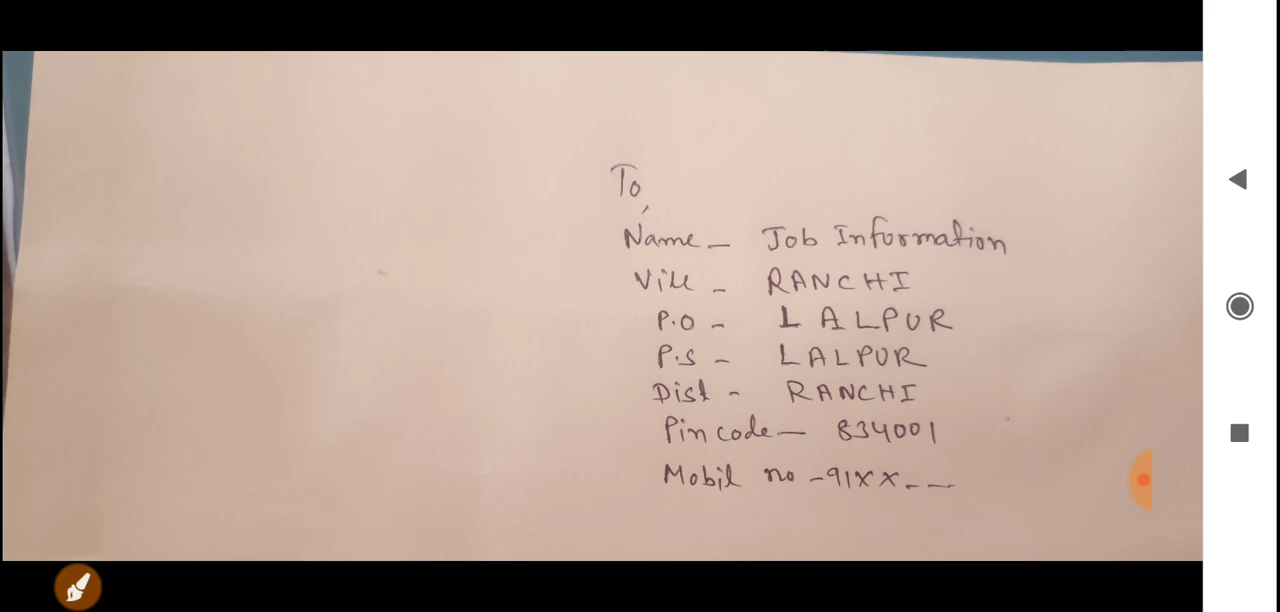 To,
Name - Job Information
Vill - RANCHI
P.O - LALPUR
P.S - LALPUR
Dist - RANCHI
Pin code - 834001
Mobil no - 91XX - -